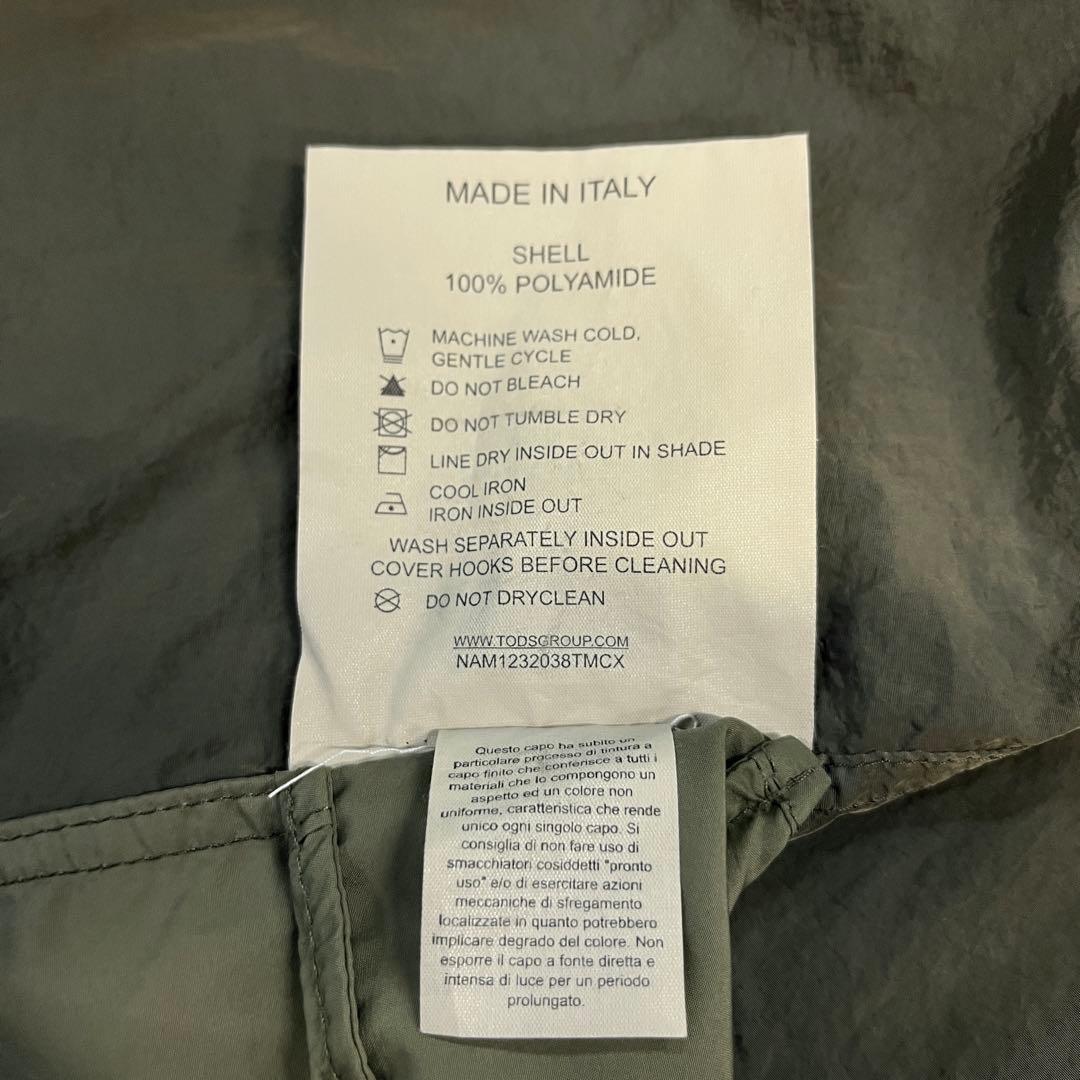 MADE IN ITALY
SHELL
100% POLYAMIDE
MACHINE WASH COLD,
GENTLE CYCLE
DO NOT BLEACH
DO NOT TUMBLE DRY
LINE DRY INSIDE OUT IN SHADE
COOL IRON
IRON INSIDE OUT
WASH SEPARATELY INSIDE OUT
COVER HOOKS BEFORE CLEANING
DO NOT DRYCLEAN
WWW.TODSGROUP.COM
NAM1232038TMCX
Questo capo ha subito un
particolare processo di tintura a
capo finito che conferisce a tutti i
materiali che lo compongono un
aspetto ed un colore non
uniforme, caratteristica che rende
unico ogni singolo capo. Si
consiglia di non fare uso di
smacchiatori cosiddetti "pronto
uso" e/o di esercitare azioni
meccaniche di sfregamento
localizzate in quanto potrebbero
implicare degrado del colore. Non
esporre il capo a fonte diretta e
intensa di luce per un periodo
prolungato.